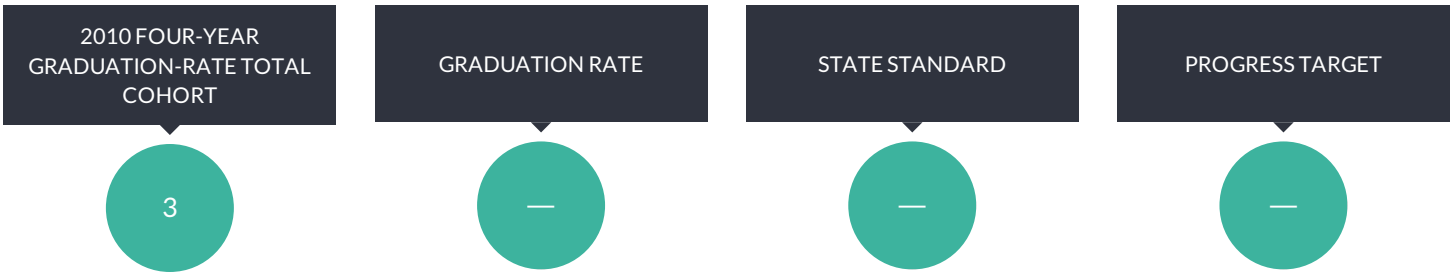 2010 FOUR-YEAR
GRADUATION-RATE TOTAL
COHORT
GRADUATION RATE
STATE STANDARD
PROGRESS TARGET
3
—
—
—